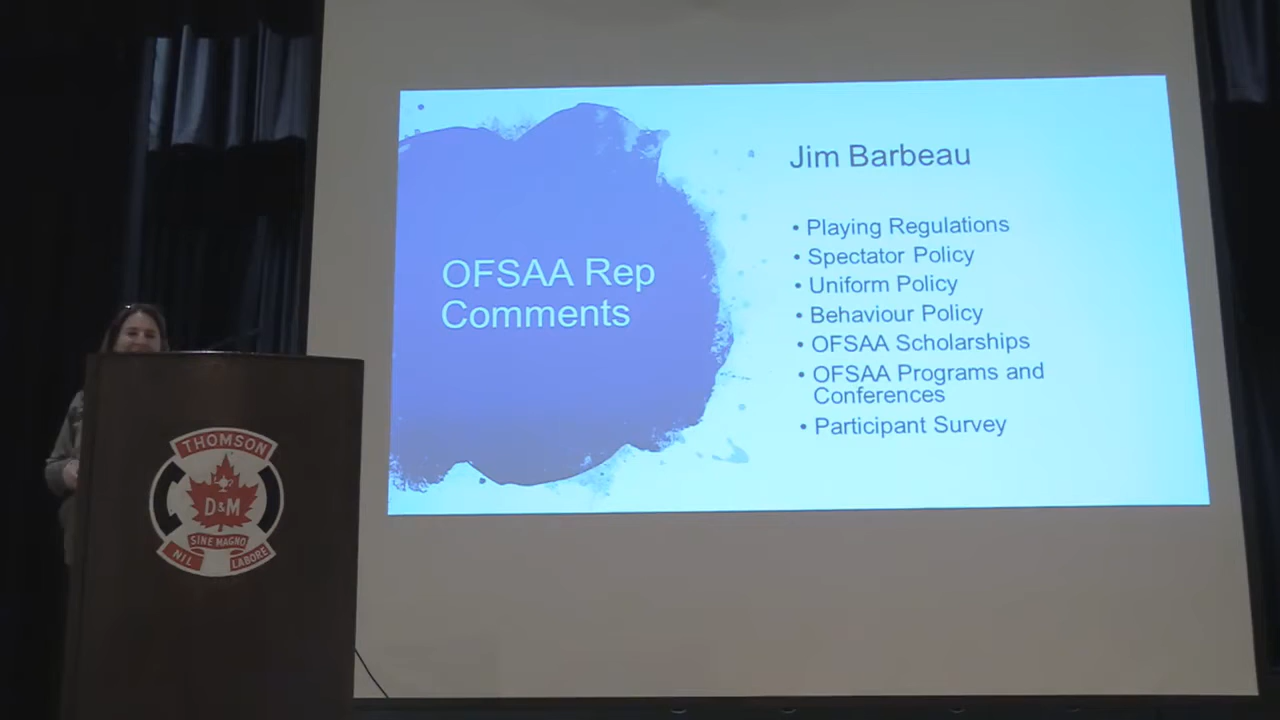 OFSAA Rep
Comments
Jim Barbeau
• Playing Regulations
• Spectator Policy
• Uniform Policy
• Behaviour Policy
• OFSAA Scholarships
• OFSAA Programs and
Conferences
• Participant Survey
THOMSON
D&M
SINE MAGNO
NIL LABORE